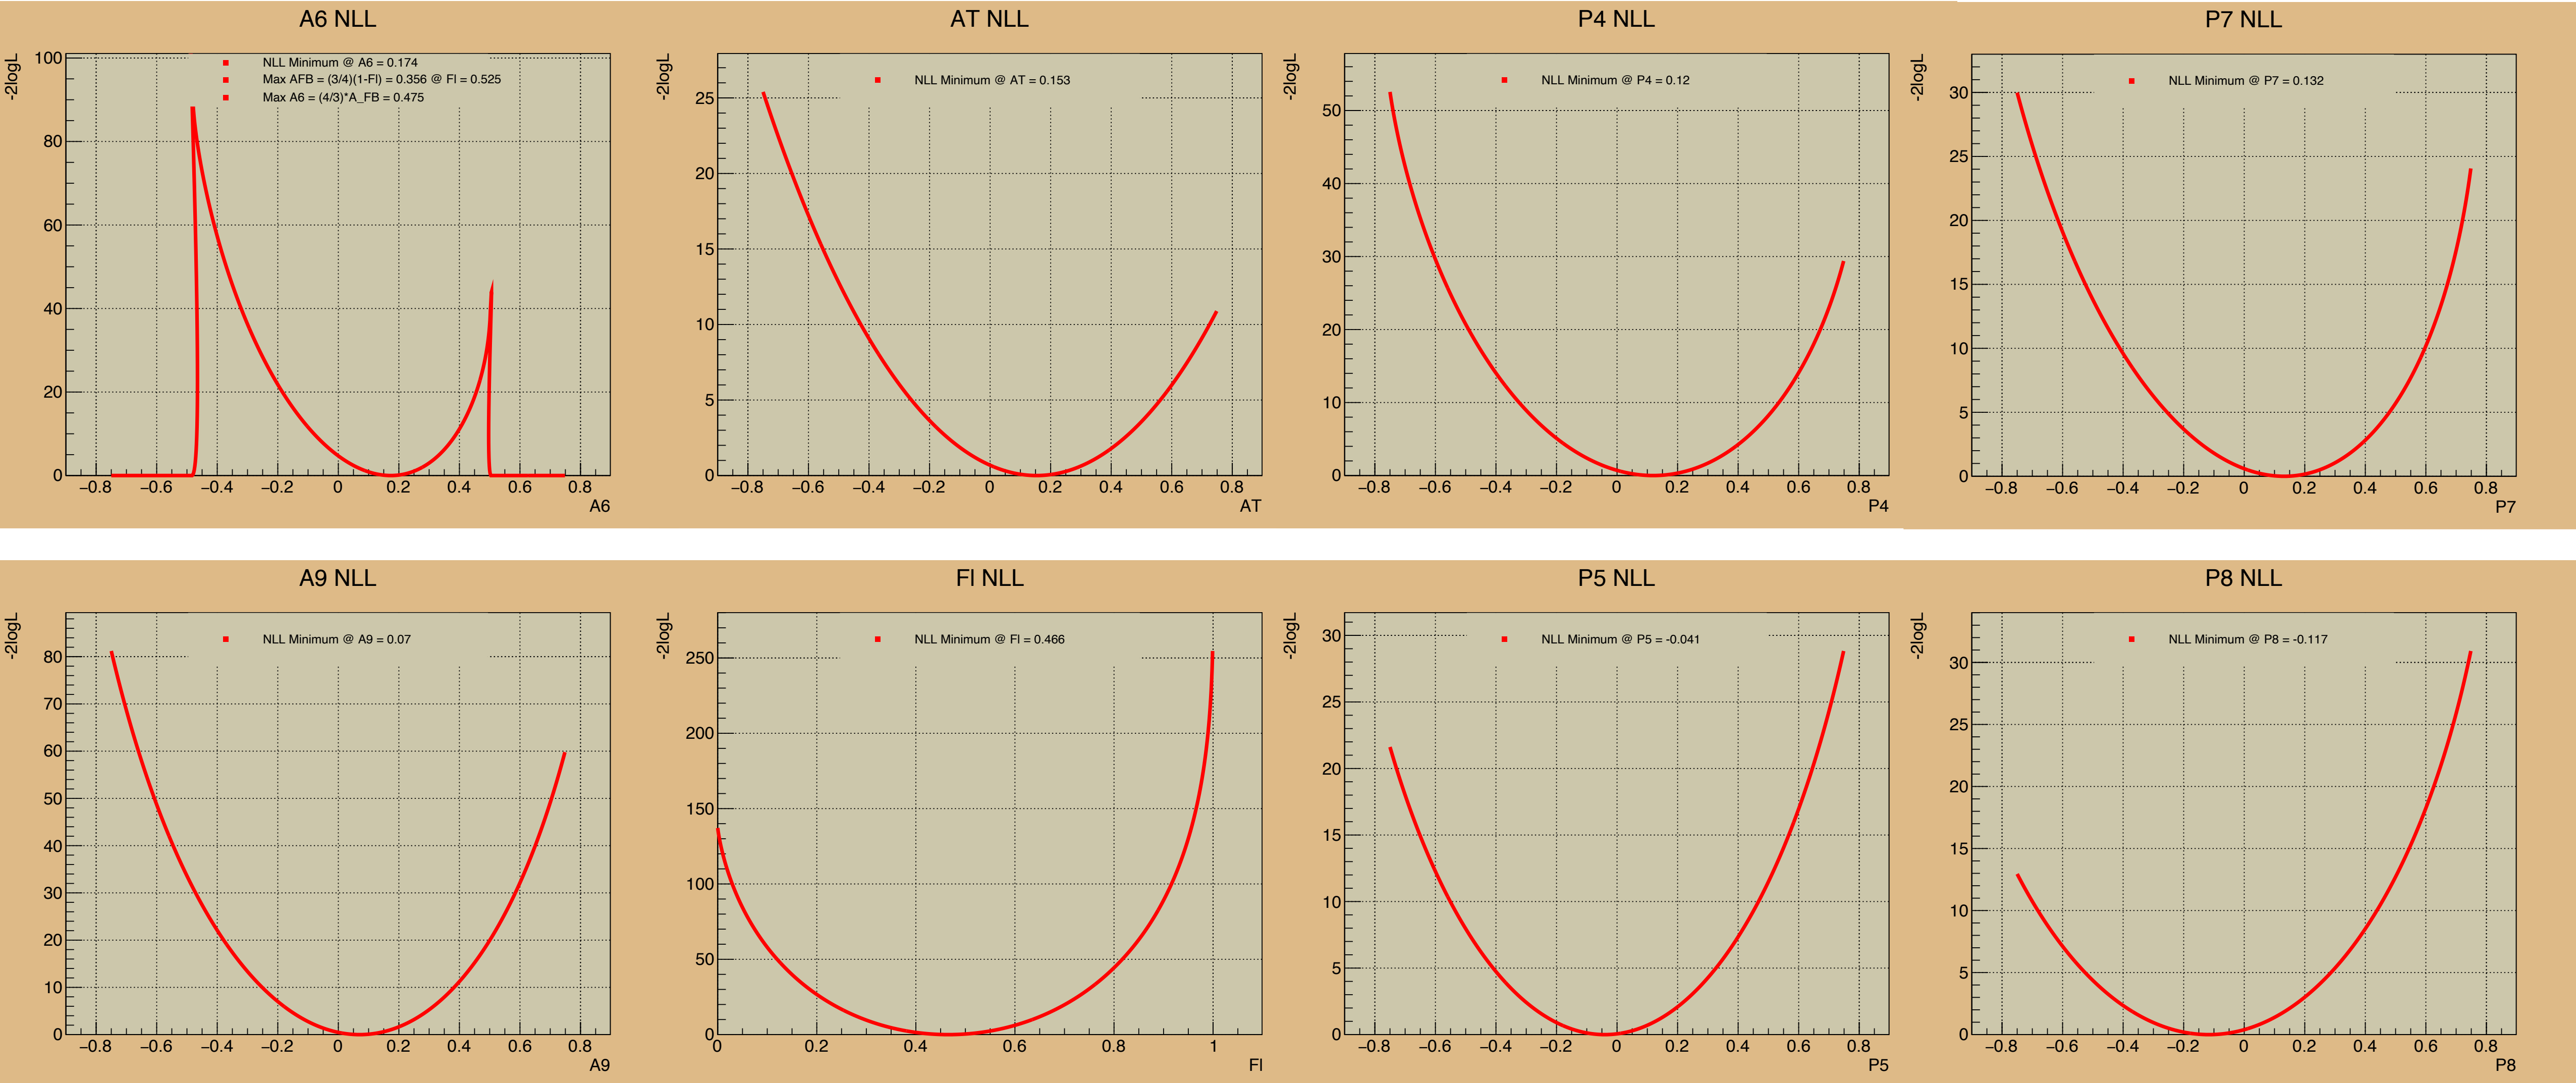 A6 NLL
-2logL
NLL Minimum @ A6 = 0.174
Max AFB = (3/4)(1-Fl) = 0.356 @ Fl = 0.525
Max A6 = (4/3)*A_FB = 0.475
100
80
60
40
20
0
−0.8 −0.6 −0.4 −0.2 0 0.2 0.4 0.6 0.8
A6
AT NLL
-2logL
NLL Minimum @ AT = 0.153
25
20
15
10
5
0
−0.8 −0.6 −0.4 −0.2 0 0.2 0.4 0.6 0.8
AT
P4 NLL
-2logL
NLL Minimum @ P4 = 0.12
50
40
30
20
10
0
−0.8 −0.6 −0.4 −0.2 0 0.2 0.4 0.6 0.8
P4
P7 NLL
-2logL
NLL Minimum @ P7 = 0.132
30
25
20
15
10
5
0
−0.8 −0.6 −0.4 −0.2 0 0.2 0.4 0.6 0.8
P7
A9 NLL
-2logL
NLL Minimum @ A9 = 0.07
80
70
60
50
40
30
20
10
0
−0.8 −0.6 −0.4 −0.2 0 0.2 0.4 0.6 0.8
A9
Fl NLL
-2logL
NLL Minimum @ Fl = 0.466
250
200
150
100
50
0
0 0.2 0.4 0.6 0.8 1
Fl
P5 NLL
-2logL
NLL Minimum @ P5 = -0.041
30
25
20
15
10
5
0
−0.8 −0.6 −0.4 −0.2 0 0.2 0.4 0.6 0.8
P5
P8 NLL
-2logL
NLL Minimum @ P8 = -0.117
30
25
20
15
10
5
0
−0.8 −0.6 −0.4 −0.2 0 0.2 0.4 0.6 0.8
P8